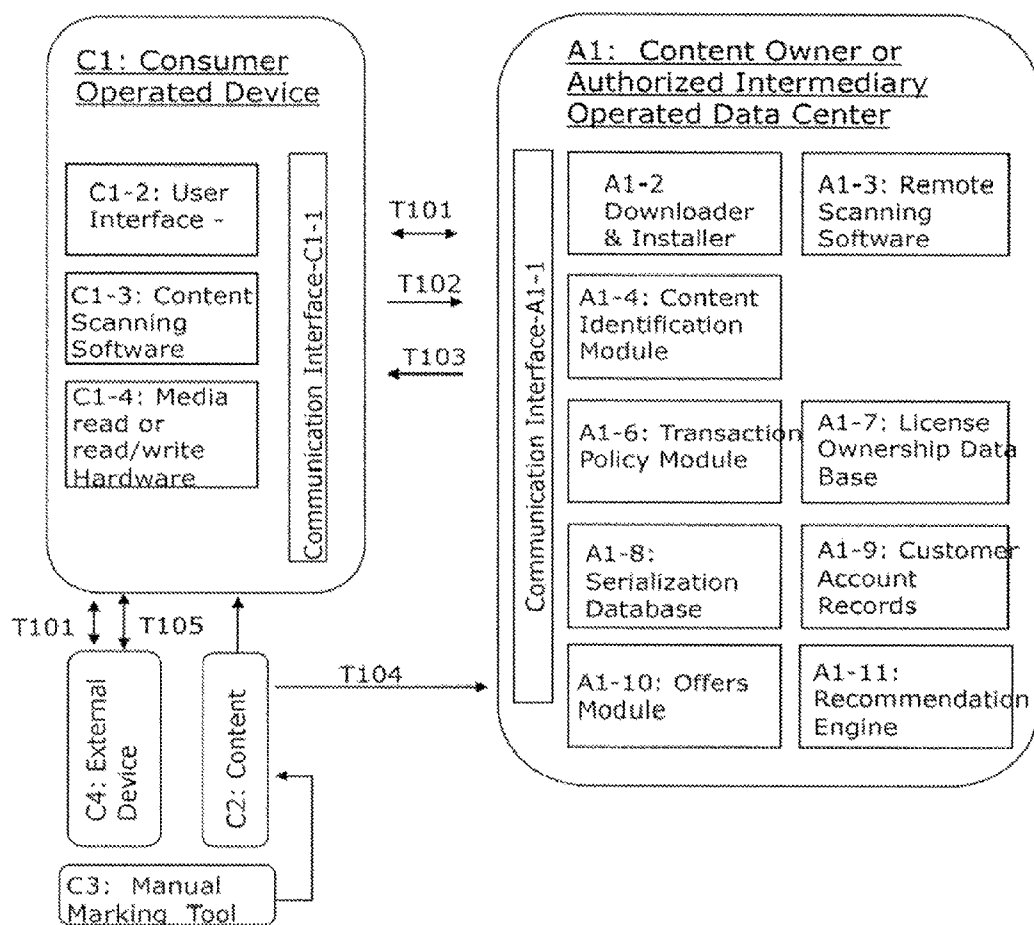 C1: Consumer
Operated Device
C1-2: User
Interface -
C1-3: Content
Scanning
Software
C1-4: Media
read or
read/write
Hardware
Communication Interface-C1-1
T101
T102
T103
A1: Content Owner or
Authorized Intermediary
Operated Data Center
Communication Interface-A1-1
A1-2
Downloader
& Installer
A1-3: Remote
Scanning
Software
A1-4: Content
Identification
Module
A1-6: Transaction
Policy Module
A1-7: License
Ownership Data
Base
A1-8:
Serialization
Database
A1-9: Customer
Account
Records
A1-10: Offers
Module
A1-11:
Recommendation
Engine
T101
T105
T104
C4: External
Device
C2: Content
C3: Manual
Marking Tool